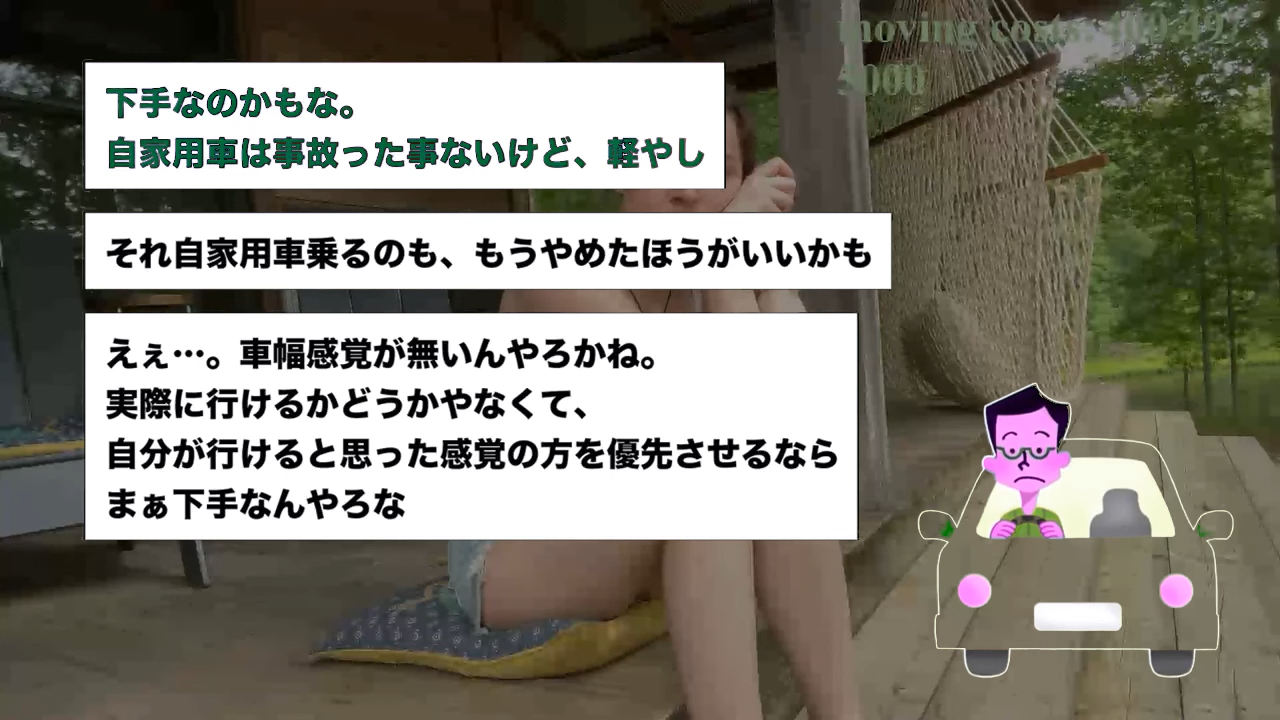 moving costs: 409.49/
5000
下手なのかもな。
自家用車は事故った事ないけど、軽やし
それ自家用車乗るのも、もうやめたほうがいいかも
えぇ…。車幅感覚が無いんやろかね。
実際に行けるかどうかやなくて、
自分が行けると思った感覚の方を優先させるなら
まぁ下手なんやろな